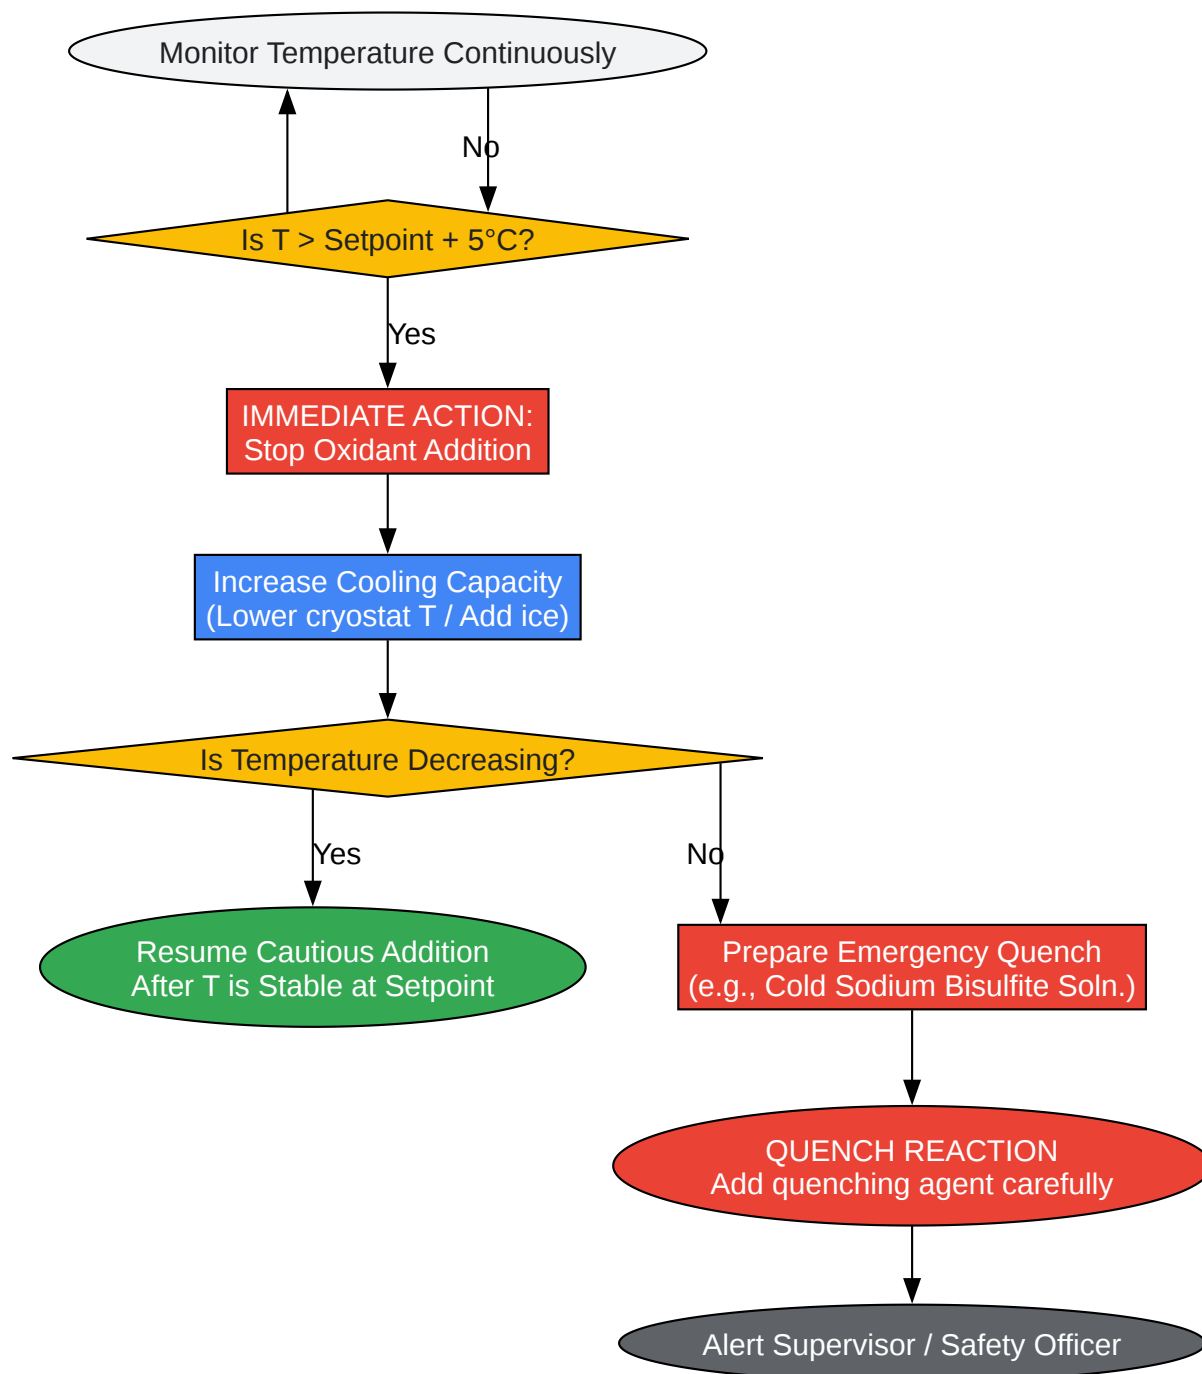 Monitor Temperature Continuously
No
Is T > Setpoint + 5°C?
Yes
IMMEDIATE ACTION:
Stop Oxidant Addition
Increase Cooling Capacity
(Lower cryostat T / Add ice)
Is Temperature Decreasing?
Yes
No
Resume Cautious Addition
After T is Stable at Setpoint
Prepare Emergency Quench
(e.g., Cold Sodium Bisulfite Soln.)
QUENCH REACTION
Add quenching agent carefully
Alert Supervisor / Safety Officer